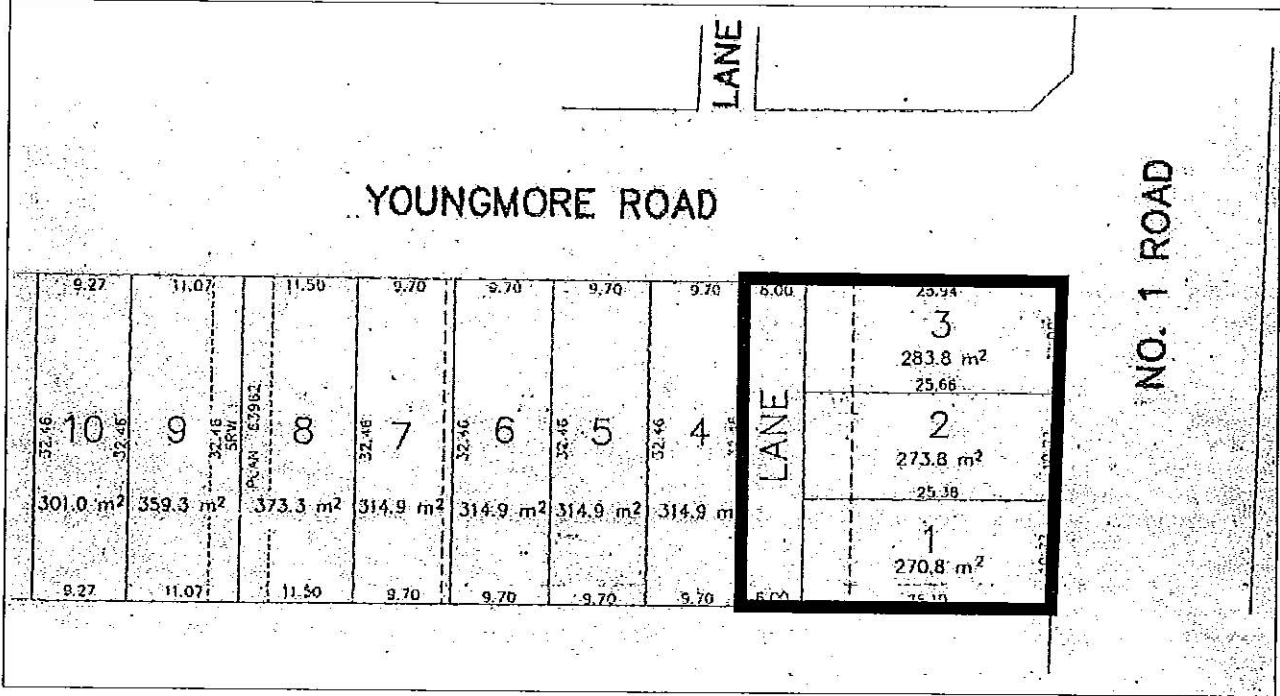 LANE
YOUNGMORE ROAD
NO. 1 ROAD
9.27 11.07 11.50 9.70 9.70 9.70 9.70 25.94
3
283.8 m²
25.66
32.46 10 32.46 9 32.46 SRW PLAN 63962 8 32.46 7 32.46 6 32.46 5 32.46 4 LANE
2
273.8 m²
25.38
301.0 m² 359.3 m² 373.3 m² 314.9 m² 314.9 m² 314.9 m² 314.9 m
1
270.8 m²
9.27 11.07 11.50 9.70 9.70 9.70 9.70